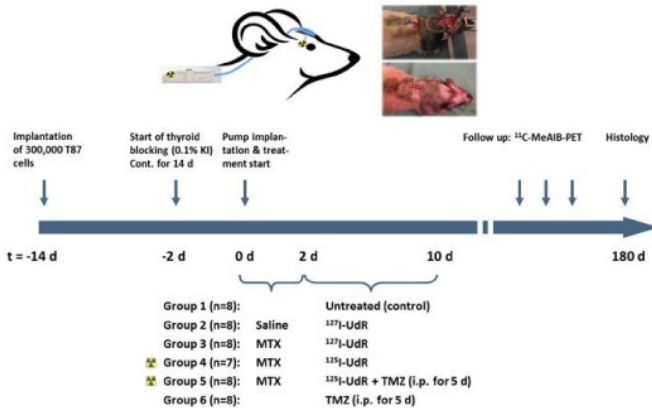 Implantation
of 300,000 T87
cells
Start of thyroid
blocking (0.1% KI)
Cont. for 14 d
Pump implan-
tation & treat-
ment start
Follow up: ¹¹C-MeAIB-PET
Histology
t = -14 d
-2 d
0 d
2 d
10 d
180 d
Group 1 (n=8): Untreated (control)
Group 2 (n=8): Saline ¹²⁷I-UdR
Group 3 (n=8): MTX ¹²⁷I-UdR
Group 4 (n=7): MTX ¹²⁵I-UdR
Group 5 (n=8): MTX ¹²⁵I-UdR + TMZ (i.p. for 5 d)
Group 6 (n=8): TMZ (i.p. for 5 d)